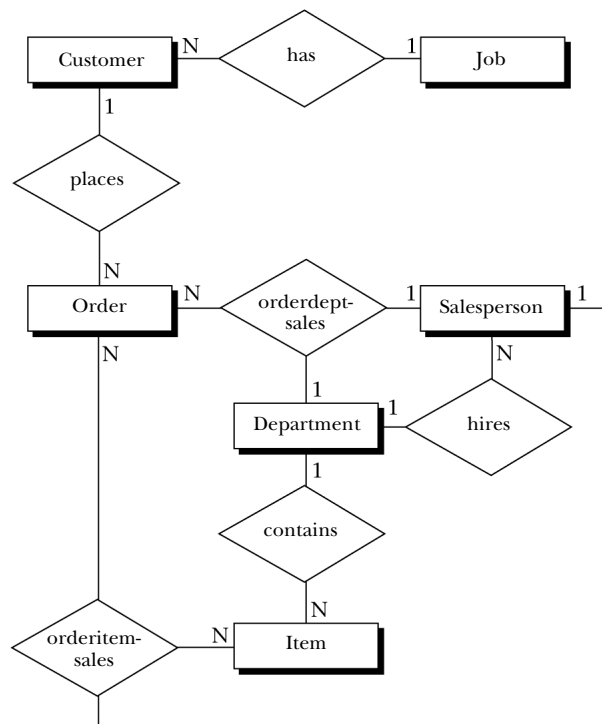 Customer
N
has
1
Job
1
places
N
Order
N
orderdept-
sales
1
Salesperson
1
N
N
1
Department
1
hires
1
contains
N
orderitem-
sales
N
Item